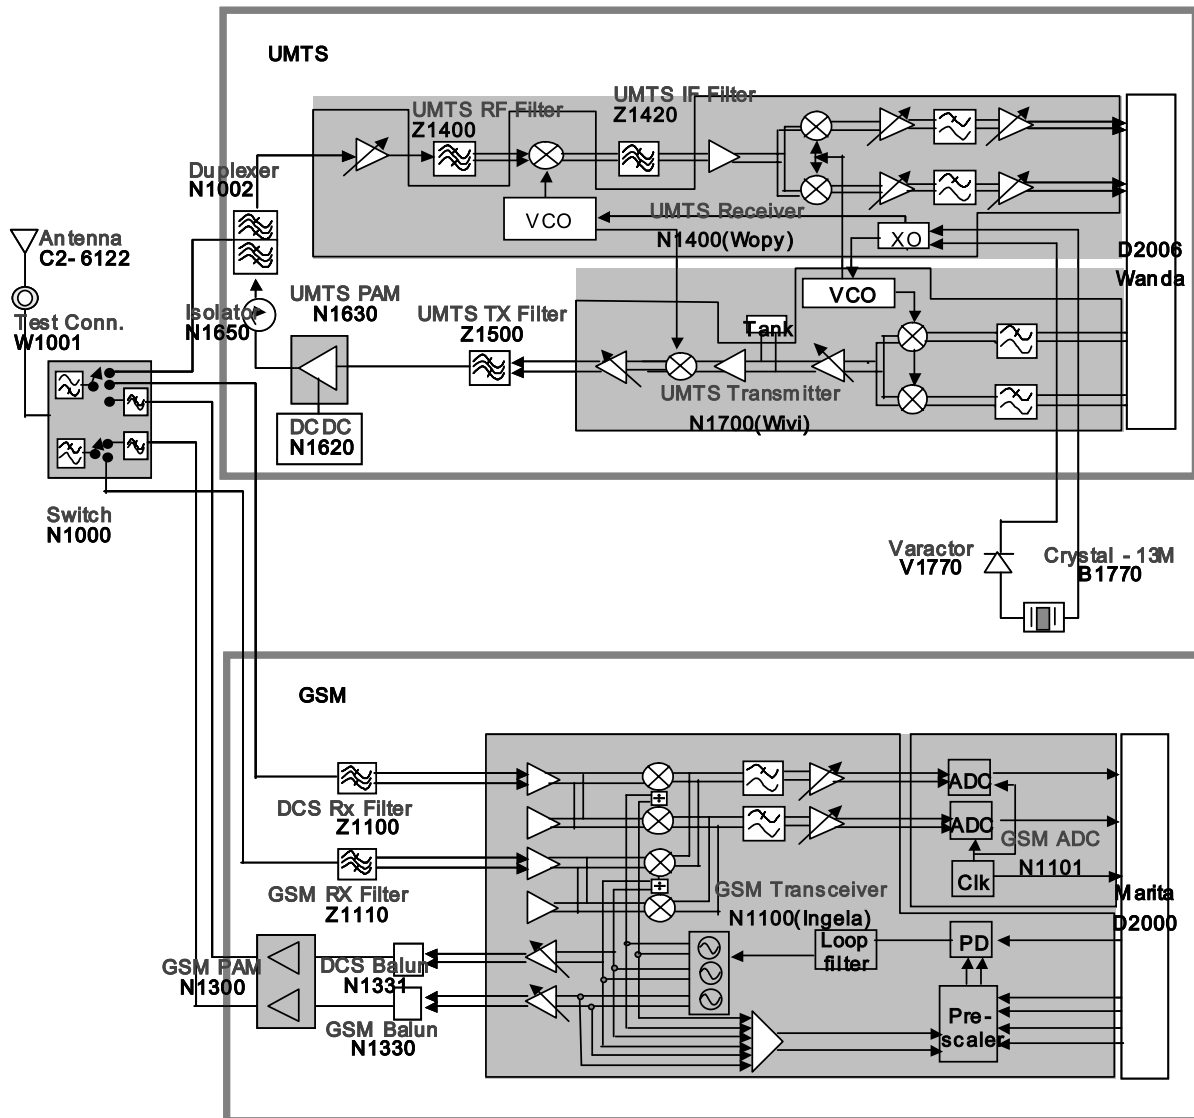 UMTS
UMTS RF Filter
Z1400
UMTS IF Filter
Z1420
Duplexer
N1002
VCO
UMTS Receiver
N1400(Wopy)
XO
D2006
Wanda
Antenna
C2-6122
Test Conn.
W1001
Isolator
N1650
UMTS PAM
N1630
UMTS TX Filter
Z1500
VCO
Tank
UMTS Transmitter
N1700(Wivi)
DCDC
N1620
Switch
N1000
Varactor
V1770
Crystal - 13M
B1770
GSM
DCS Rx Filter
Z1100
GSM RX Filter
Z1110
ADC
ADC
GSM ADC
N1101
Clk
GSM Transceiver
N1100(Ingela)
Marita
D2000
Loop
filter
PD
GSM PAM
N1300
DCS Balun
N1331
GSM Balun
N1330
Pre-
scaler